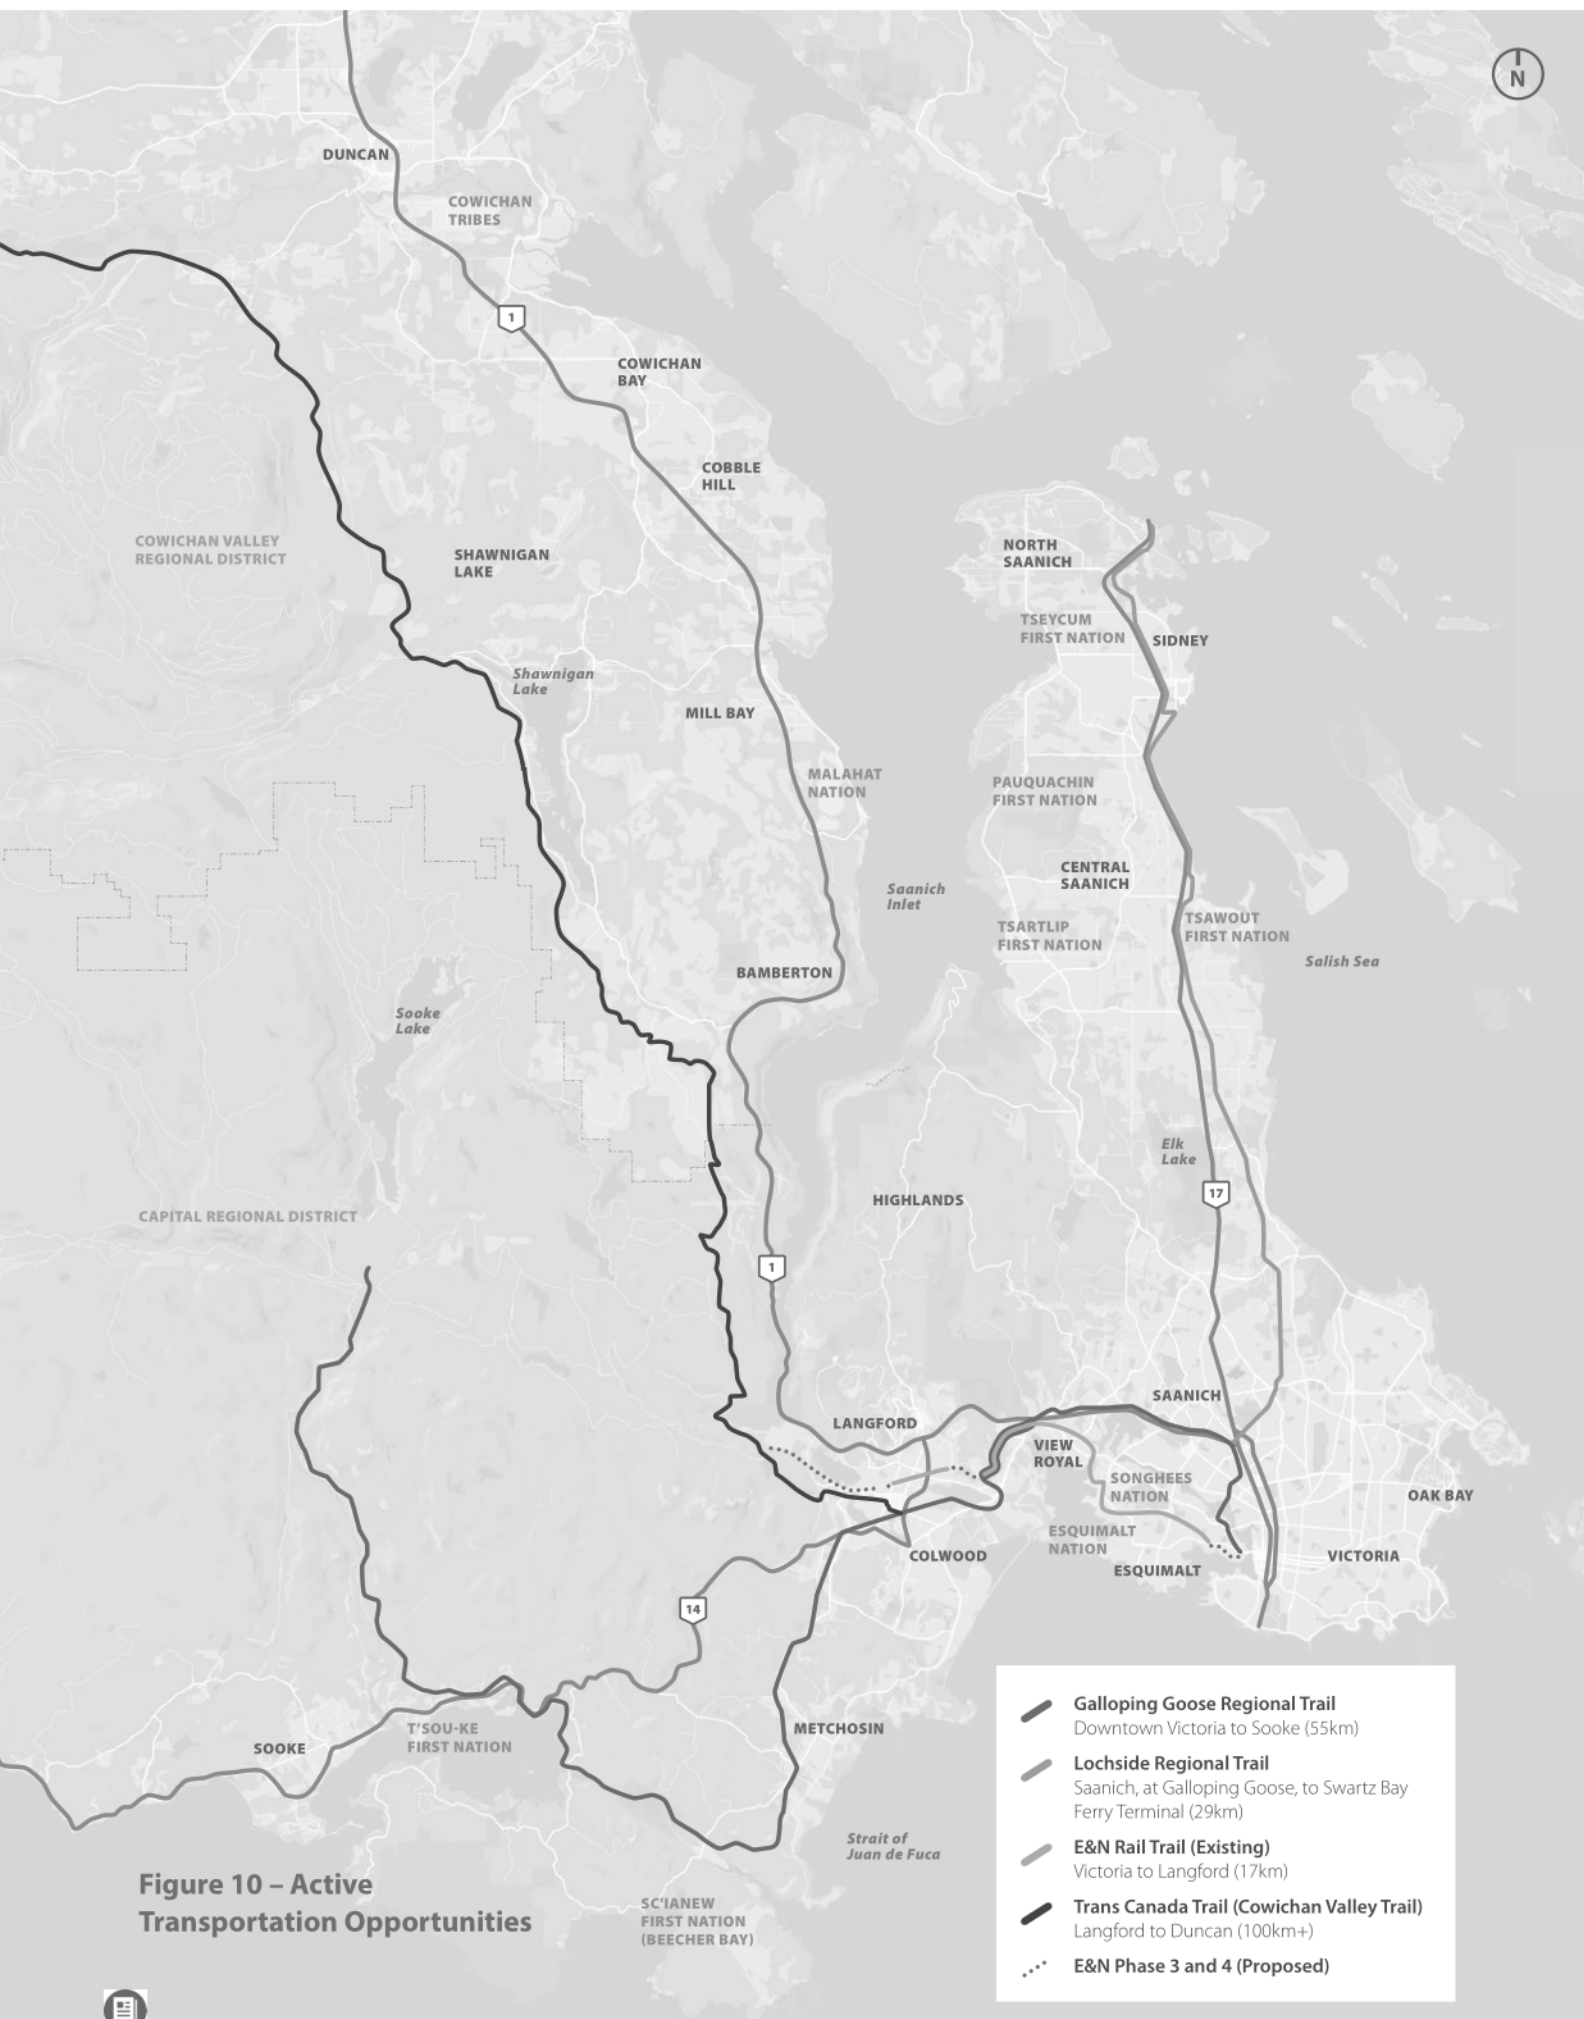 N
DUNCAN
COWICHAN
TRIBES
1
COWICHAN
BAY
COBBLE
HILL
COWICHAN VALLEY
REGIONAL DISTRICT
SHAWNIGAN
LAKE
NORTH
SAANICH
TSEYCUM
FIRST NATION
SIDNEY
Shawnigan
Lake
MILL BAY
MALAHAT
NATION
PAUQUACHIN
FIRST NATION
CENTRAL
SAANICH
Saanich
Inlet
TSARTLIP
FIRST NATION
TSAWOUT
FIRST NATION
Salish Sea
BAMBERTON
Sooke
Lake
Elk
Lake
17
HIGHLANDS
CAPITAL REGIONAL DISTRICT
1
SAANICH
LANGFORD
VIEW
ROYAL
SONGHEES
NATION
OAK BAY
ESQUIMALT
NATION
COLWOOD
ESQUIMALT
VICTORIA
14
METCHOSIN
T'SOU-KE
FIRST NATION
SOOKE
Strait of
Juan de Fuca
SC'IANEW
FIRST NATION
(BEECHER BAY)
Galloping Goose Regional Trail
Downtown Victoria to Sooke (55km)
Lochside Regional Trail
Saanich, at Galloping Goose, to Swartz Bay
Ferry Terminal (29km)
E&N Rail Trail (Existing)
Victoria to Langford (17km)
Trans Canada Trail (Cowichan Valley Trail)
Langford to Duncan (100km+)
E&N Phase 3 and 4 (Proposed)
Figure 10 – Active
Transportation Opportunities